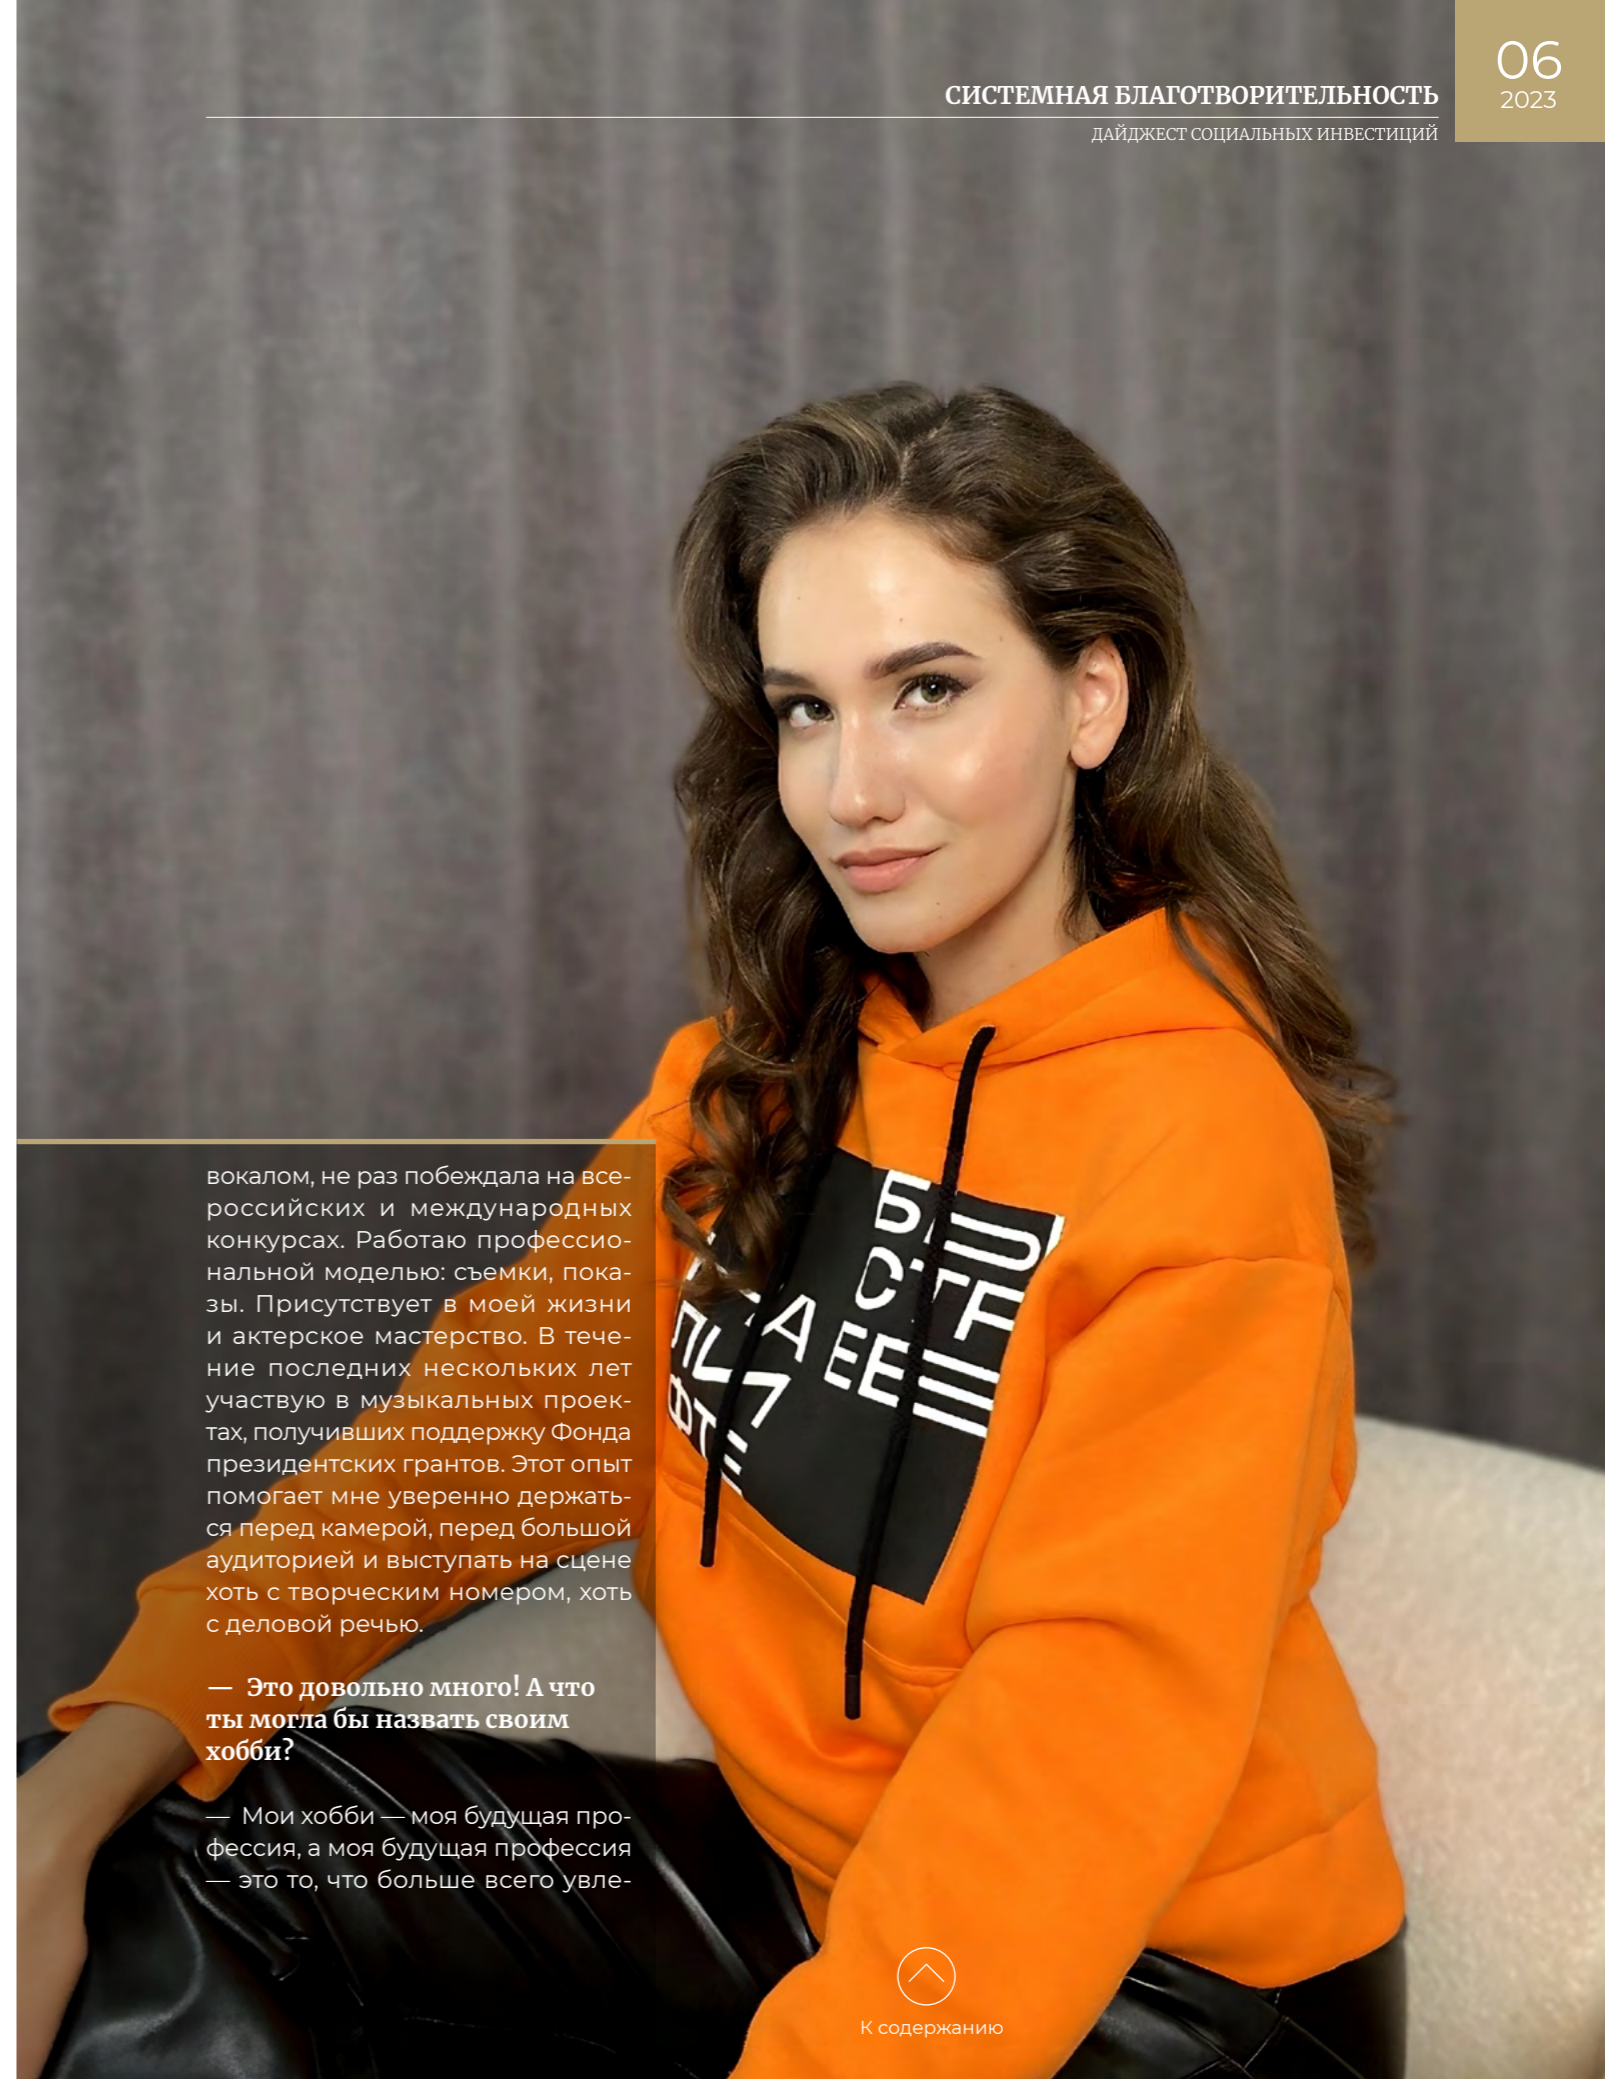 06
2023
СИСТЕМНАЯ БЛАГОТВОРИТЕЛЬНОСТЬ
ДАЙДЖЕСТ СОЦИАЛЬНЫХ ИНВЕСТИЦИЙ
вокалом, не раз побеждала на все-
российских и международных
конкурсах. Работаю профессио-
нальной моделью: съемки, пока-
зы. Присутствует в моей жизни
и актерское мастерство. В тече-
ние последних нескольких лет
участвую в музыкальных проек-
тах, получивших поддержку Фонда
президентских грантов. Этот опыт
помогает мне уверенно держать-
ся перед камерой, перед большой
аудиторией и выступать на сцене
хоть с творческим номером, хоть
с деловой речью.
— Это довольно много! А что
ты могла бы назвать своим
хобби?
— Мои хобби — моя будущая про-
фессия, а моя будущая профессия
— это то, что больше всего увле-
СТР
ЕЕ
К содержанию